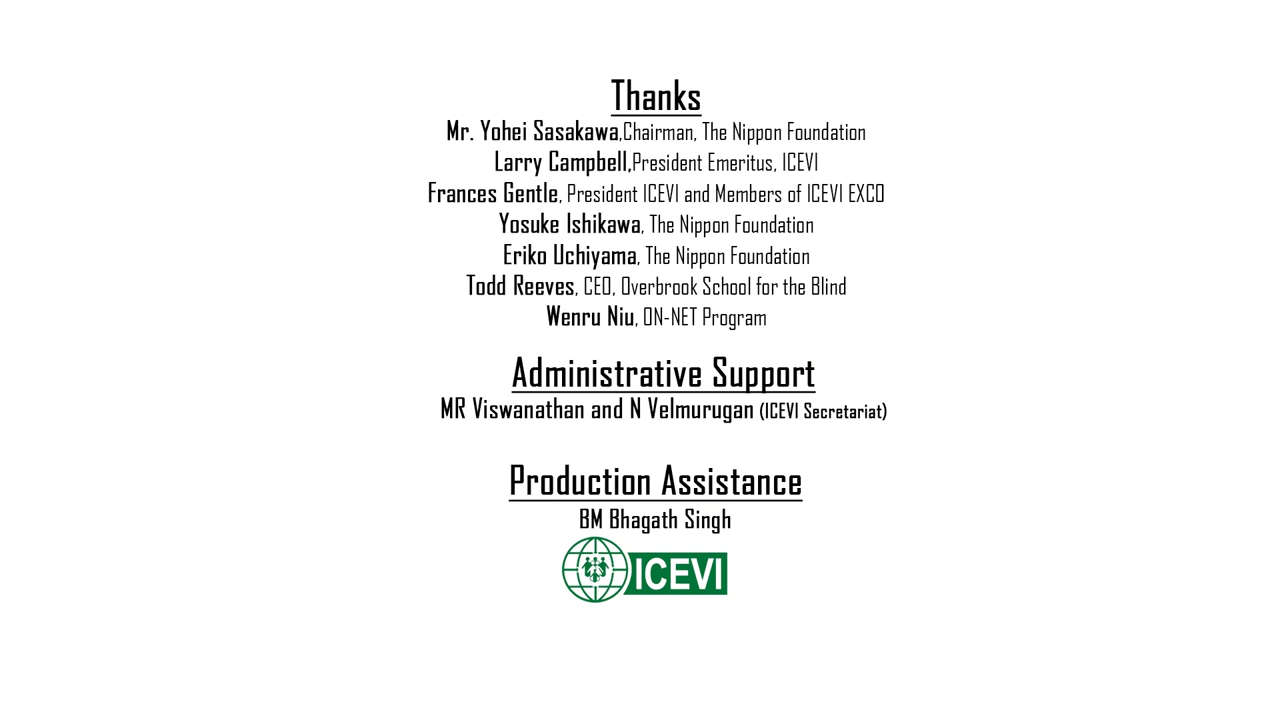 Thanks
Mr. Yohei Sasakawa,Chairman, The Nippon Foundation
Larry Campbell,President Emeritus, ICEVI
Frances Gentle, President ICEVI and Members of ICEVI EXCO
Yosuke Ishikawa, The Nippon Foundation
Eriko Uchiyama, The Nippon Foundation
Todd Reeves, CEO, Overbrook School for the Blind
Wenru Niu, ON-NET Program
Administrative Support
MR Viswanathan and N Velmurugan (ICEVI Secretariat)
Production Assistance
BM Bhagath Singh
ICEVI